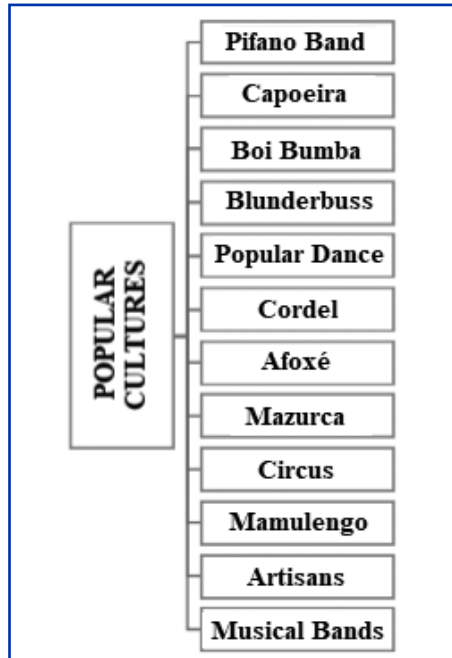 POPULAR
CULTURES
Pifano Band
Capoeira
Boi Bumba
Blunderbuss
Popular Dance
Cordel
Afoxé
Mazurca
Circus
Mamulengo
Artisans
Musical Bands